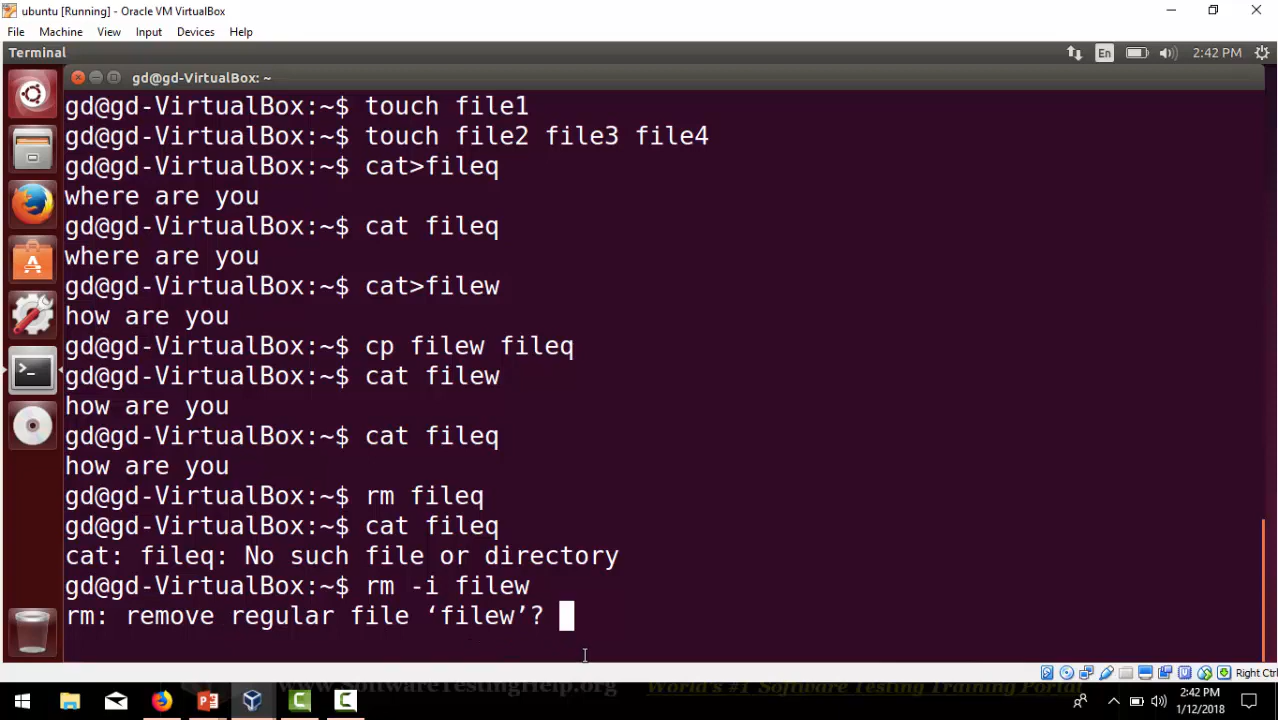 ubuntu [Running] - Oracle VM VirtualBox
File Machine View Input Devices Help
Terminal En 2:42 PM
gd@gd-VirtualBox: ~
gd@gd-VirtualBox:~$ touch file1
gd@gd-VirtualBox:~$ touch file2 file3 file4
gd@gd-VirtualBox:~$ cat>fileq
where are you
gd@gd-VirtualBox:~$ cat fileq
where are you
gd@gd-VirtualBox:~$ cat>filew
how are you
gd@gd-VirtualBox:~$ cp filew fileq
gd@gd-VirtualBox:~$ cat filew
how are you
gd@gd-VirtualBox:~$ cat fileq
how are you
gd@gd-VirtualBox:~$ rm fileq
gd@gd-VirtualBox:~$ cat fileq
cat: fileq: No such file or directory
gd@gd-VirtualBox:~$ rm -i filew
rm: remove regular file ‘filew’?
Right Ctrl
www.SoftwareTestingHelp.org World's #1 Software Testing Training Portal
2:42 PM
1/12/2018